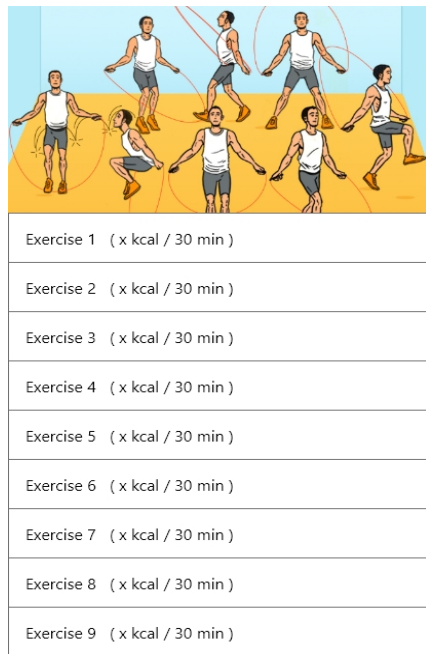 Exercise 1 ( x kcal / 30 min )
Exercise 2 ( x kcal / 30 min )
Exercise 3 ( x kcal / 30 min )
Exercise 4 ( x kcal / 30 min )
Exercise 5 ( x kcal / 30 min )
Exercise 6 ( x kcal / 30 min )
Exercise 7 ( x kcal / 30 min )
Exercise 8 ( x kcal / 30 min )
Exercise 9 ( x kcal / 30 min )